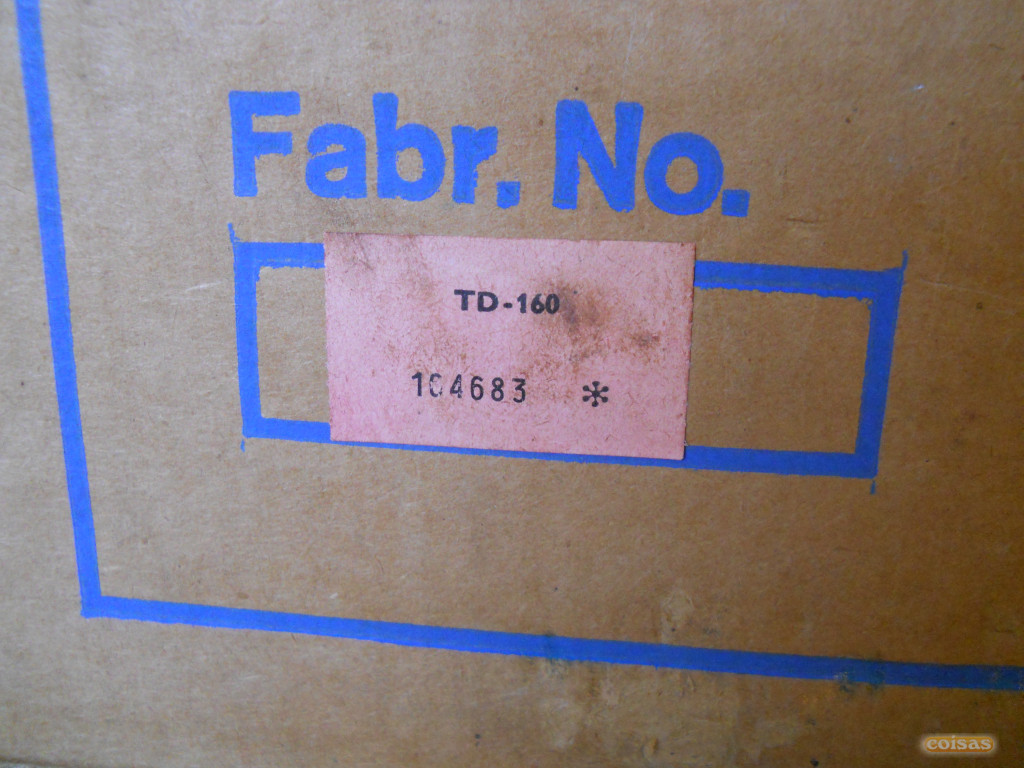 Fabr. No.
TD-160
104683 *
coisas